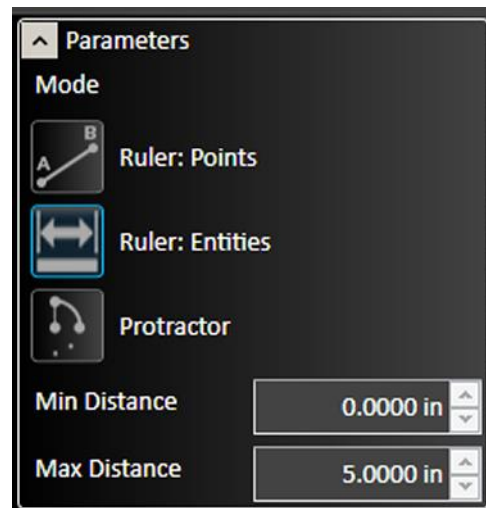 Parameters
Mode
A B
Ruler: Points
Ruler: Entities
Protractor
Min Distance 0.0000 in
Max Distance 5.0000 in